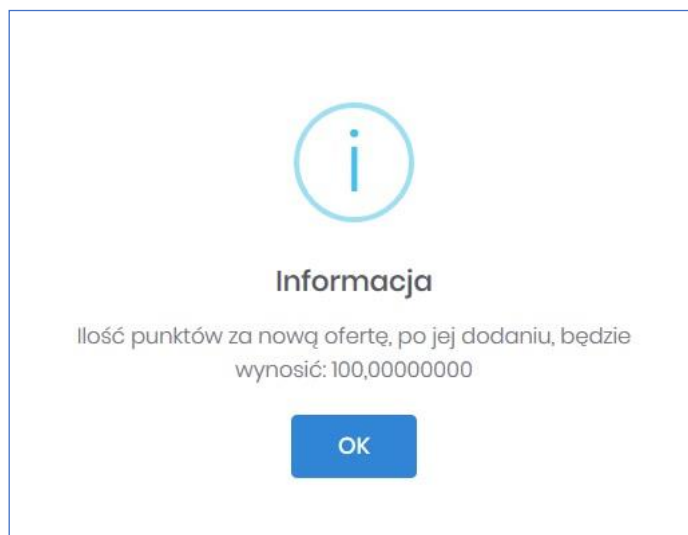 Informacja
Ilość punktów za nową ofertę, po jej dodaniu, będzie
wynosić: 100,00000000
OK